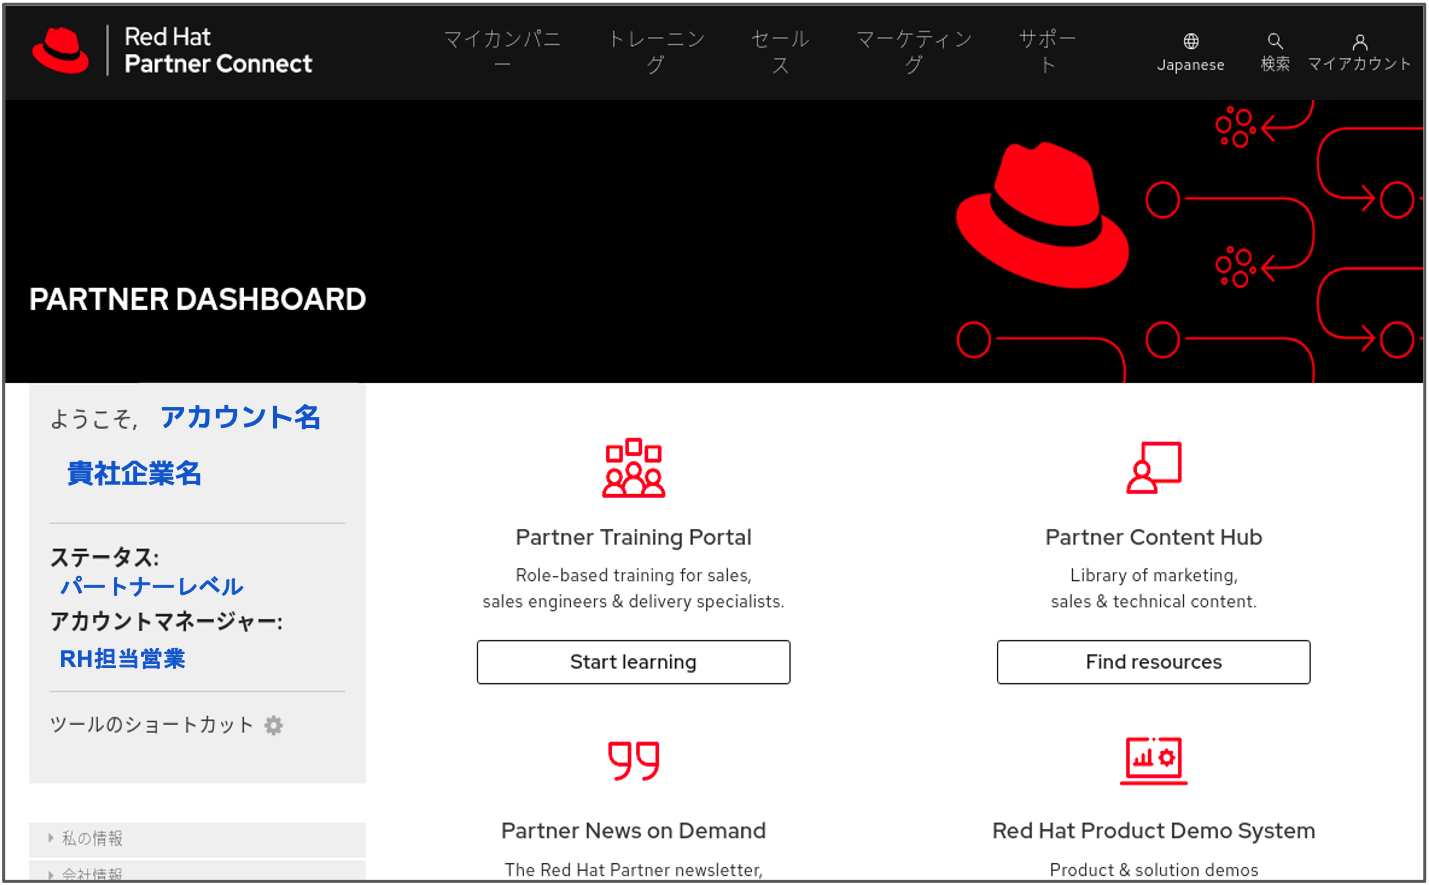 Red Hat
Partner Connect
マイカンパニ
ー
トレーニン
グ
セール
ス
マーケティン
グ
サポー
ト
Japanese
検索
マイアカウント
PARTNER DASHBOARD
ようこそ, アカウント名
貴社企業名
ステータス:
パートナーレベル
アカウントマネージャー:
RH担当営業
ツールのショートカット
私の情報
会社情報
Partner Training Portal
Role-based training for sales,
sales engineers & delivery specialists.
Start learning
Partner Content Hub
Library of marketing,
sales & technical content.
Find resources
Partner News on Demand
The Red Hat Partner newsletter,
Red Hat Product Demo System
Product & solution demos